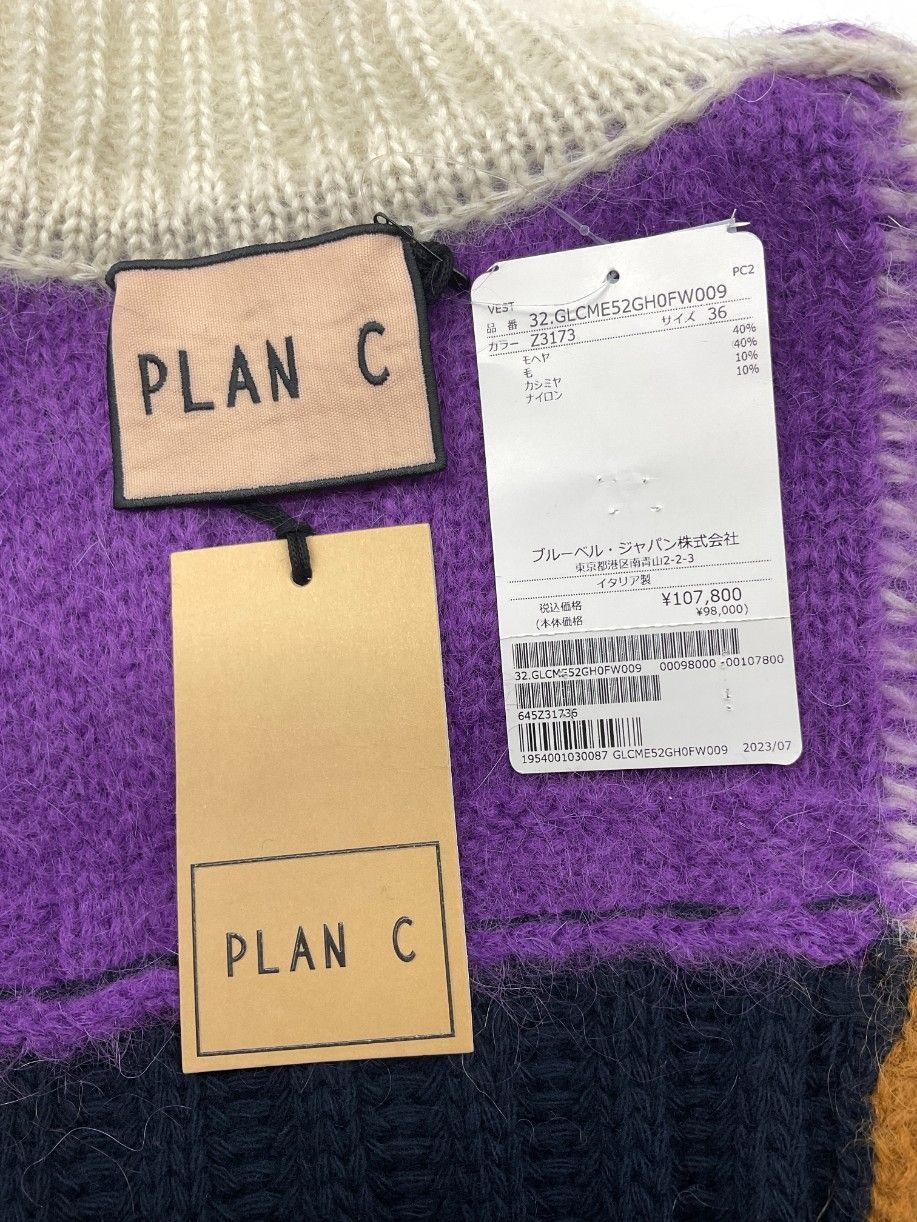 PLAN C
PLAN C
PC2
VEST
品 番 32.GLCME52GH0FW009
カラー Z3173 サイズ 36
モヘヤ 40%
毛 40%
カシミヤ 10%
ナイロン 10%
ブルーベル・ジャパン株式会社
東京都港区南青山2-2-3
イタリア製
税込価格 ¥107,800
(本体価格 ¥98,000)
32.GLCME52GH0FW009 00098000 -00107800
645Z31736
1954001030087 GLCME52GH0FW009 2023/07